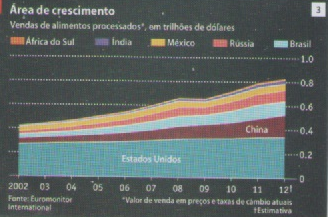 Área de crescimento
3
Vendas de alimentos processados*, em trilhões de dólares
África do Sul Índia México Rússia Brasil
1.0
0.8
0.6
China
0.4
Estados Unidos
0.2
0
2002 03 04 05 06 07 08 09 10 11 12†
Fonte: Euromonitor International
*Valor de venda em preços e taxas de câmbio atuais
†Estimativa